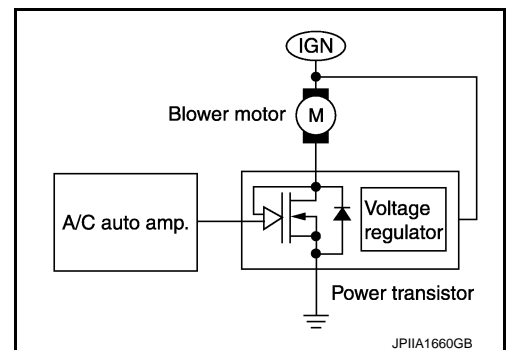 IGN
Blower motor
M
A/C auto amp.
Voltage
regulator
Power transistor
JPIIA1660GB